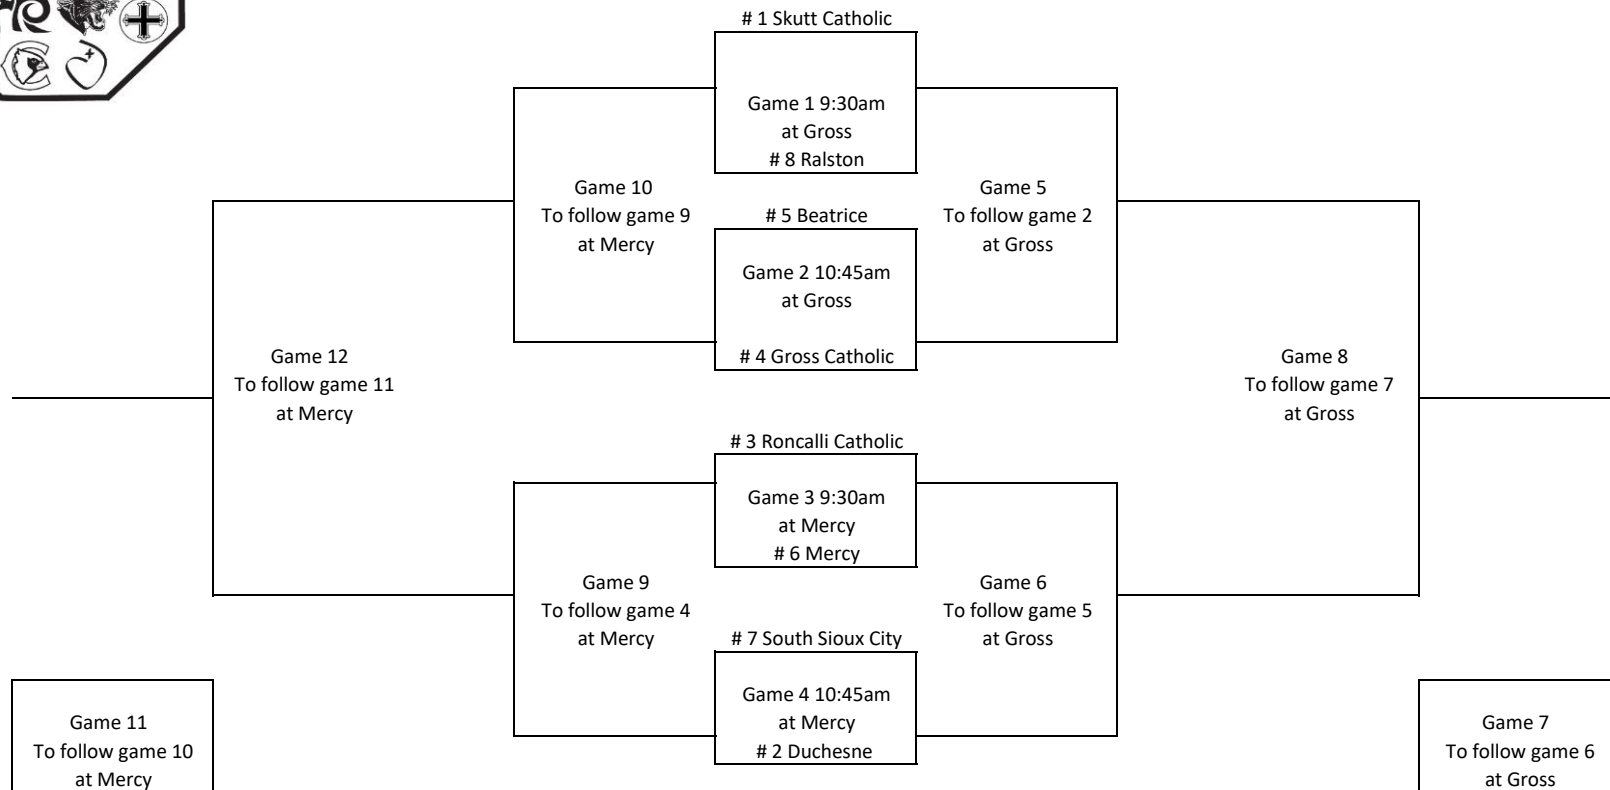 # 1 Skutt Catholic
Game 1 9:30am
at Gross
# 8 Ralston
Game 10
To follow game 9
at Mercy
# 5 Beatrice
Game 2 10:45am
at Gross
# 4 Gross Catholic
Game 5
To follow game 2
at Gross
Game 12
To follow game 11
at Mercy
Game 8
To follow game 7
at Gross
# 3 Roncalli Catholic
Game 3 9:30am
at Mercy
# 6 Mercy
Game 9
To follow game 4
at Mercy
# 7 South Sioux City
Game 4 10:45am
at Mercy
# 2 Duchesne
Game 6
To follow game 5
at Gross
Game 11
To follow game 10
at Mercy
Game 7
To follow game 6
at Gross